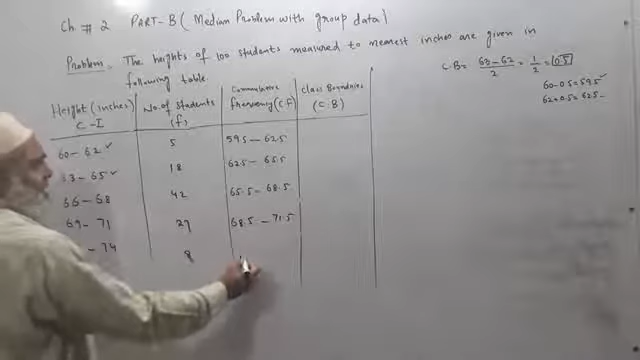 Ch. # 2 PART-B (Median Problem with group data)
Problem. The heights of 100 students measured to nearest inches are given in
following table.
Height (inches) C-I No. of students (f) Cummulative frequency (C.F) Class Boundaries (C.B)
60-62 ✓ 5 59.5 - 62.5
63-65 ✓ 18 62.5 - 65.5
66-68 42 65.5 - 68.5
69-71 27 68.5 - 71.5
- 74 8
C.B = 63-62 / 2 = 1/2 = 0.5
60-0.5 = 59.5 ✓
62+0.5 = 62.5